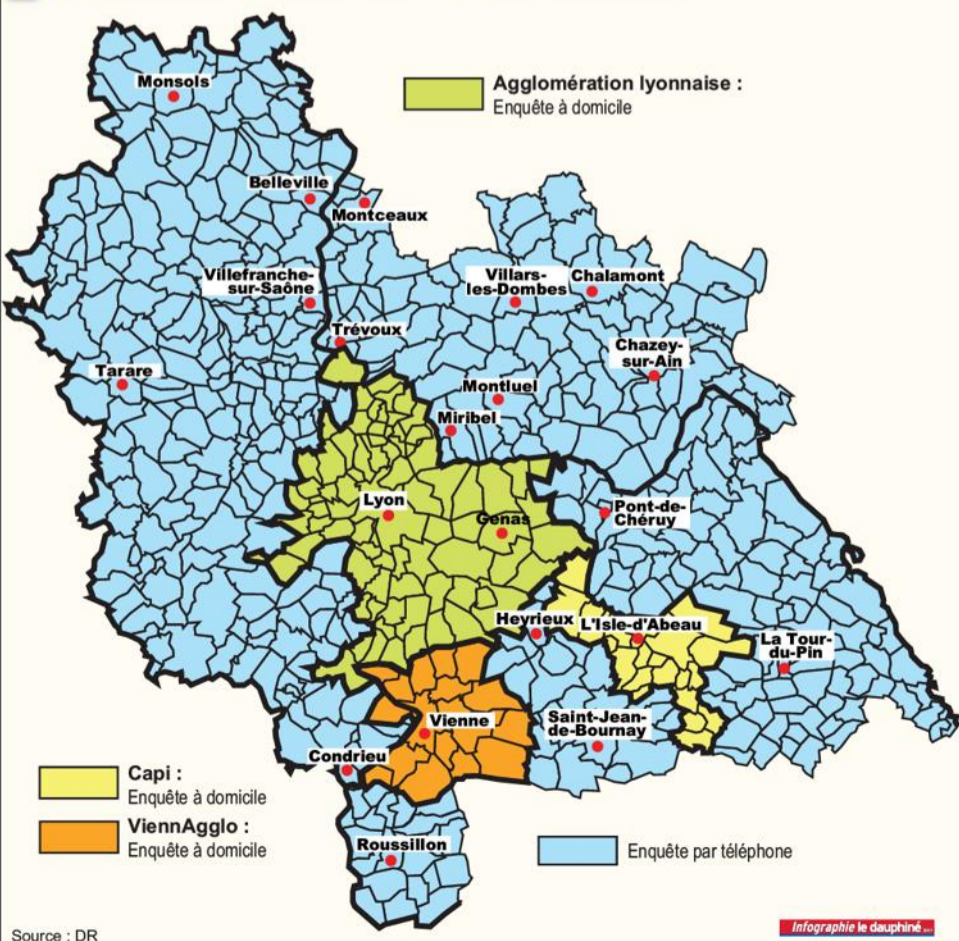 Monsols
Agglomération lyonnaise :
Enquête à domicile
Belleville
Montceaux
Villefranche-
sur-Saône
Villars-
les-Dombes
Chalamont
Trévoux
Chazey-
sur-Ain
Tarare
Montluel
Miribel
Lyon
Genas
Pont-de-
Chéruy
Heyrieux
L'Isle-d'Abeau
La Tour-
du-Pin
Vienne
Saint-Jean-
de-Bournay
Condrieu
Capi :
Enquête à domicile
ViennAgglo :
Enquête à domicile
Roussillon
Enquête par téléphone
Source : DR
Infographie le dauphiné